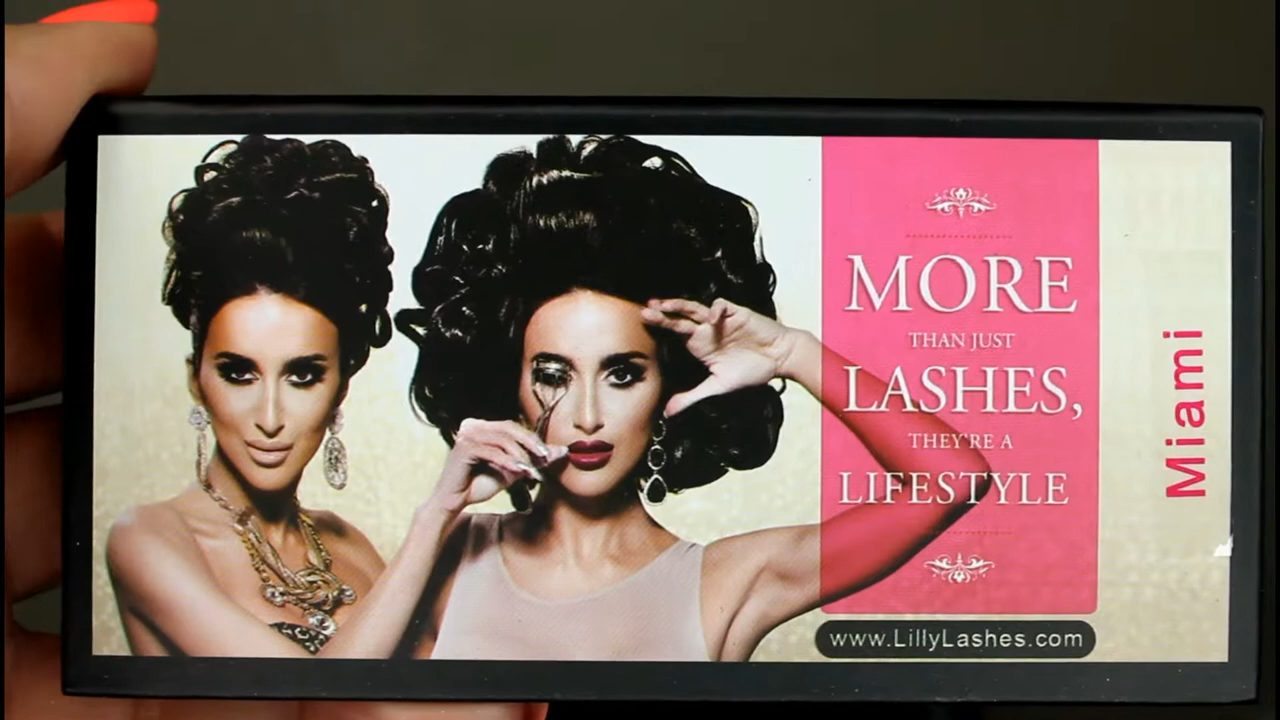 MORE
THAN JUST
LASHES,
THEY'RE A
LIFESTYLE
www.LillyLashes.com
Miami